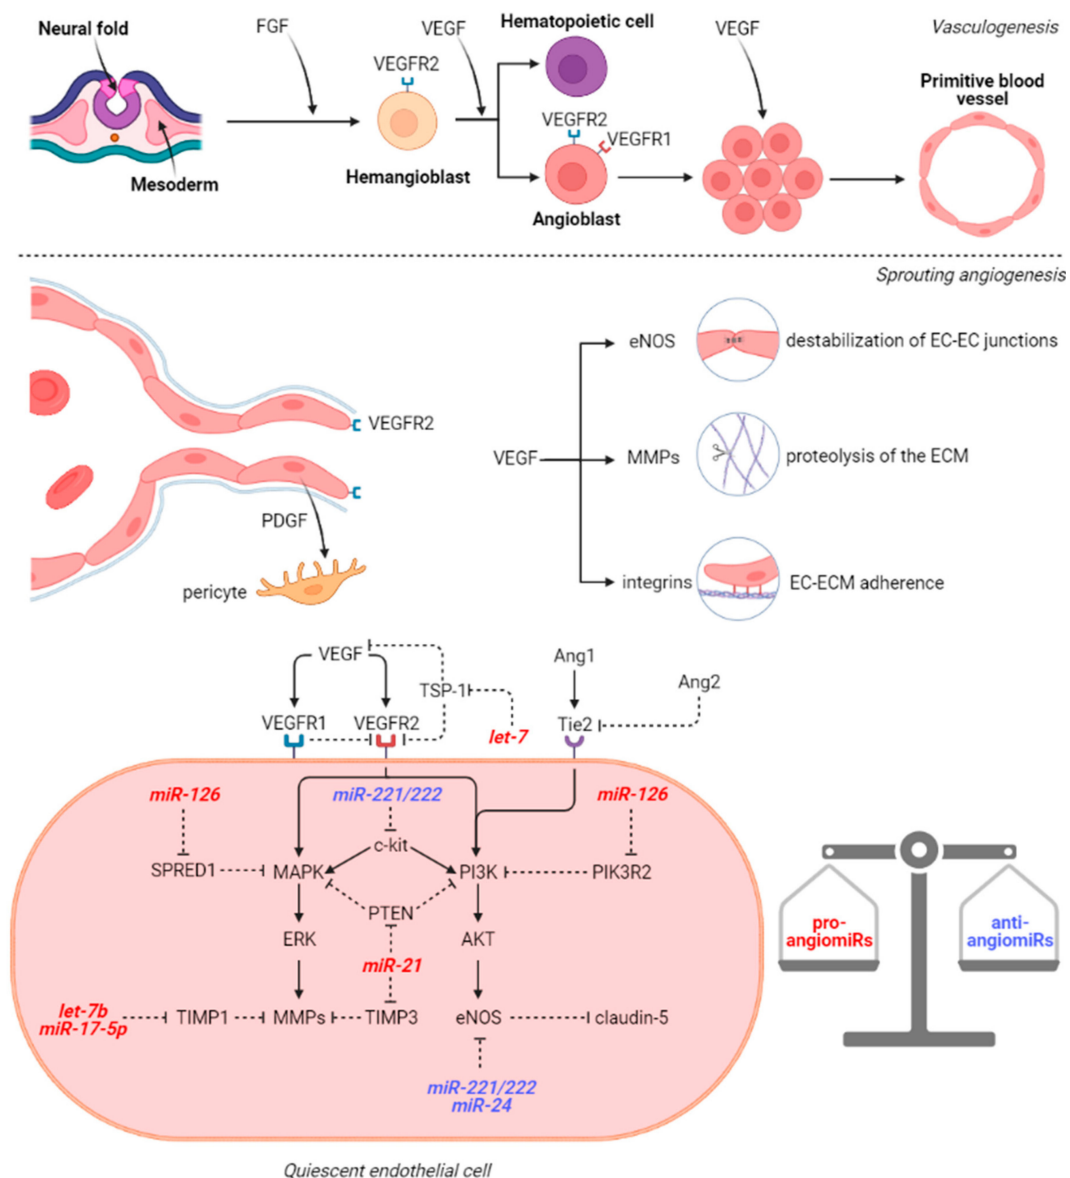 Neural fold
FGF
VEGF
Hematopoietic cell
VEGF
Vasculogenesis
VEGFR2
Primitive blood
vessel
VEGFR2
VEGFR1
Mesoderm
Hemangioblast
Angioblast
Sprouting angiogenesis
eNOS
destabilization of EC-EC junctions
VEGFR2
VEGF
MMPs
proteolysis of the ECM
PDGF
pericyte
integrins
EC-ECM adherence
VEGF
Ang1
TSP-1
Ang2
VEGFR1
VEGFR2
let-7
Tie2
miR-126
miR-221/222
miR-126
c-kit
SPRED1
MAPK
PI3K
PIK3R2
PTEN
ERK
AKT
miR-21
let-7b
miR-17-5p
TIMP1
MMPs
TIMP3
eNOS
claudin-5
miR-221/222
miR-24
pro-
angiomiRs
anti-
angiomiRs
Quiescent endothelial cell